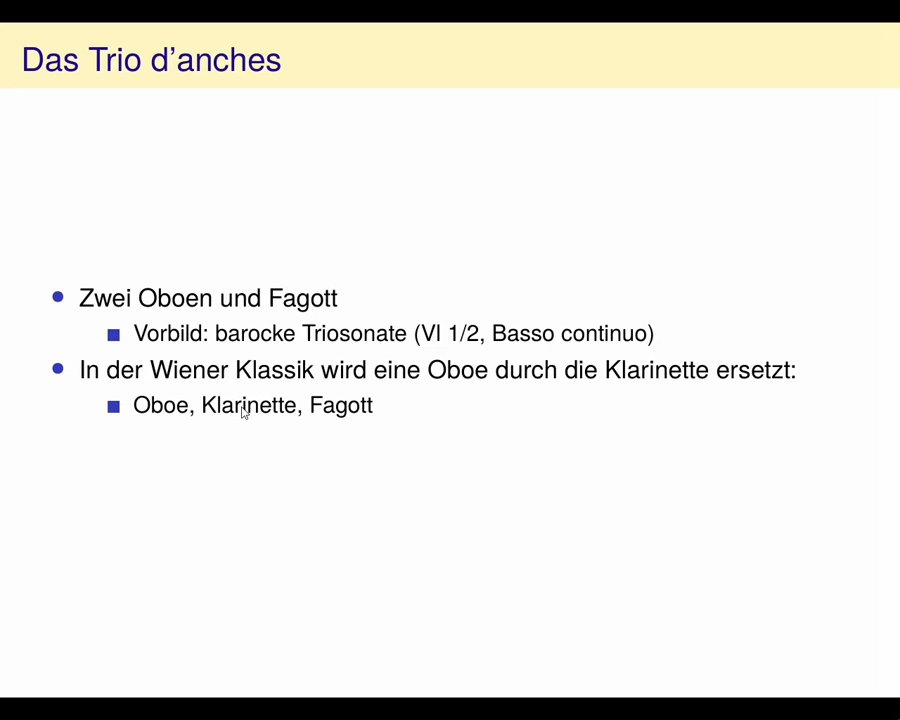 Das Trio d'anches
Zwei Oboen und Fagott
Vorbild: barocke Triosonate (Vl 1/2, Basso continuo)
In der Wiener Klassik wird eine Oboe durch die Klarinette ersetzt:
Oboe, Klarinette, Fagott